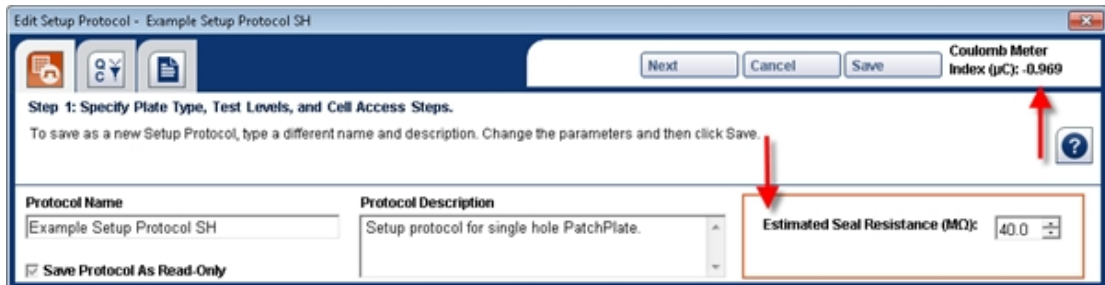 Edit Setup Protocol - Example Setup Protocol SH
QC
Next
Cancel
Save
Coulomb Meter
Index (µC): -0.969
Step 1: Specify Plate Type, Test Levels, and Cell Access Steps.
To save as a new Setup Protocol, type a different name and description. Change the parameters and then click Save.
?
Protocol Name
Example Setup Protocol SH
Save Protocol As Read-Only
Protocol Description
Setup protocol for single hole PatchPlate.
Estimated Seal Resistance (MΩ):
40.0